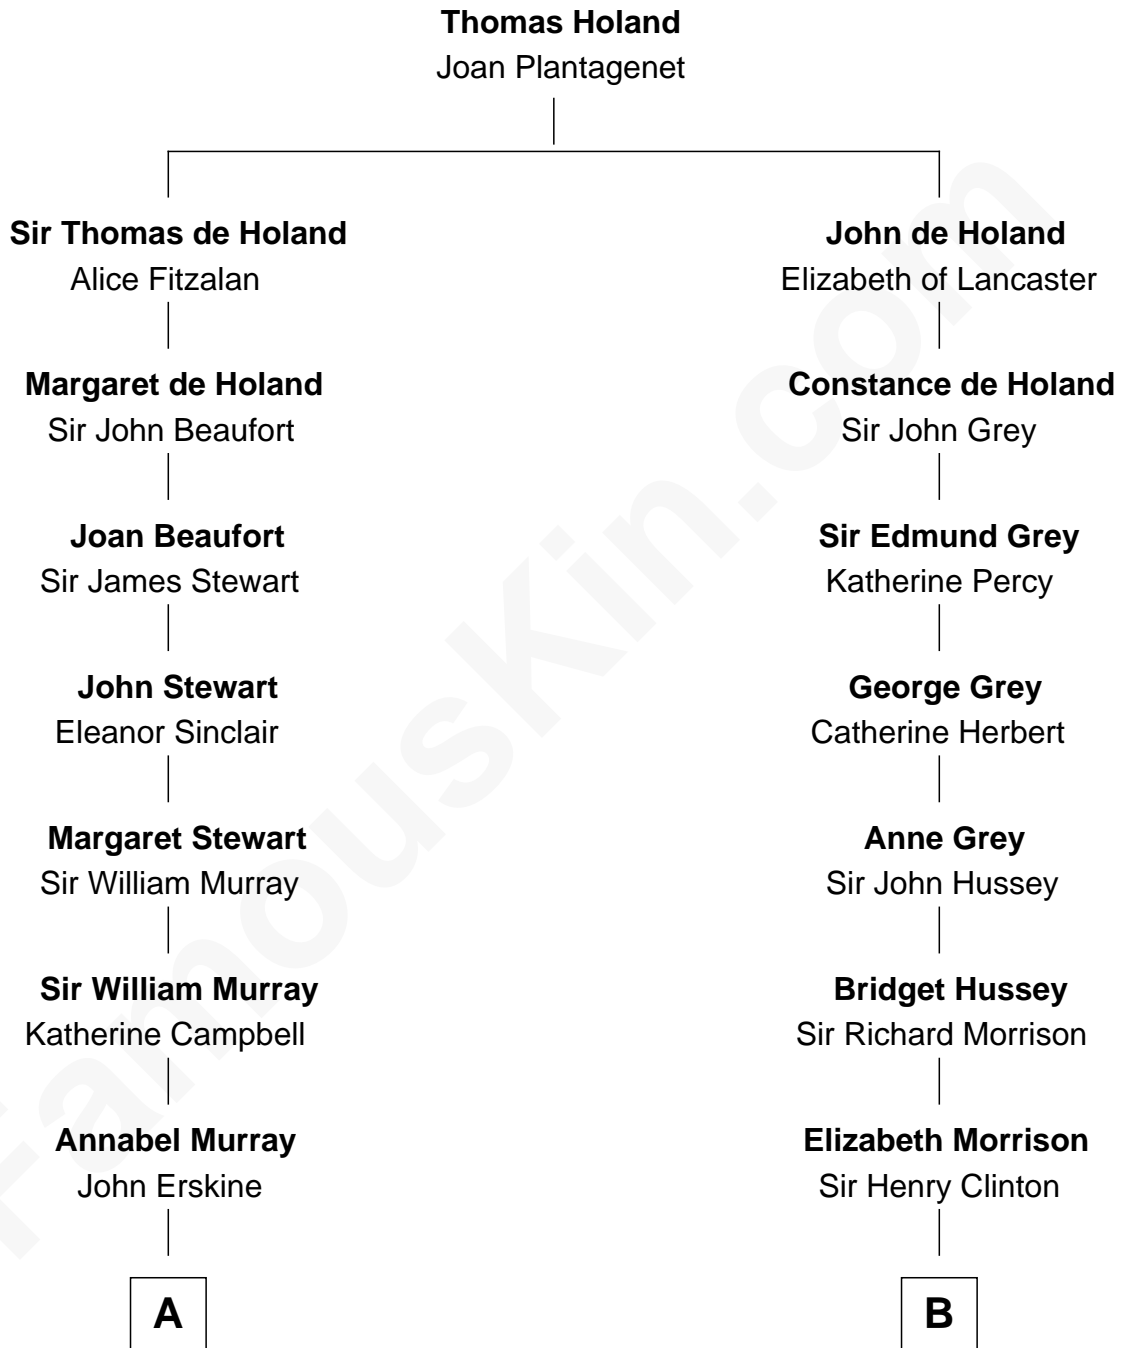 Thomas Holand
Joan Plantagenet
Sir Thomas de Holand
Alice Fitzalan
Margaret de Holand
Sir John Beaufort
Joan Beaufort
Sir James Stewart
John Stewart
Eleanor Sinclair
Margaret Stewart
Sir William Murray
Sir William Murray
Katherine Campbell
Annabel Murray
John Erskine
A
John de Holand
Elizabeth of Lancaster
Constance de Holand
Sir John Grey
Sir Edmund Grey
Katherine Percy
George Grey
Catherine Herbert
Anne Grey
Sir John Hussey
Bridget Hussey
Sir Richard Morrison
Elizabeth Morrison
Sir Henry Clinton
B
FamousKin.com